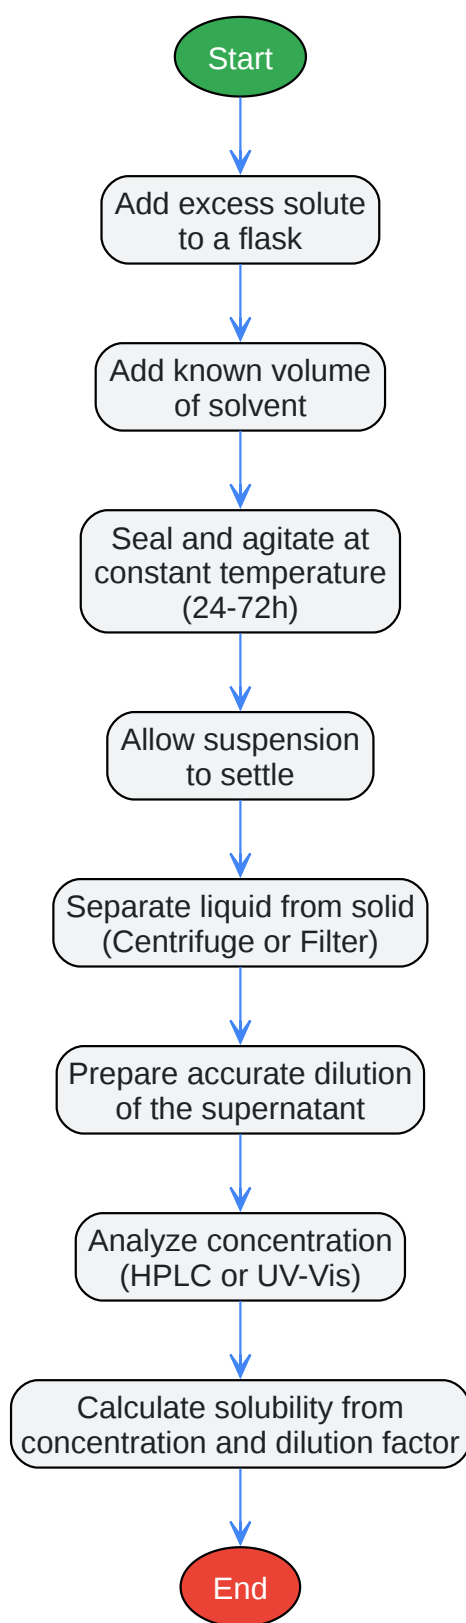 Start
Add excess solute
to a flask
Add known volume
of solvent
Seal and agitate at
constant temperature
(24-72h)
Allow suspension
to settle
Separate liquid from solid
(Centrifuge or Filter)
Prepare accurate dilution
of the supernatant
Analyze concentration
(HPLC or UV-Vis)
Calculate solubility from
concentration and dilution factor
End